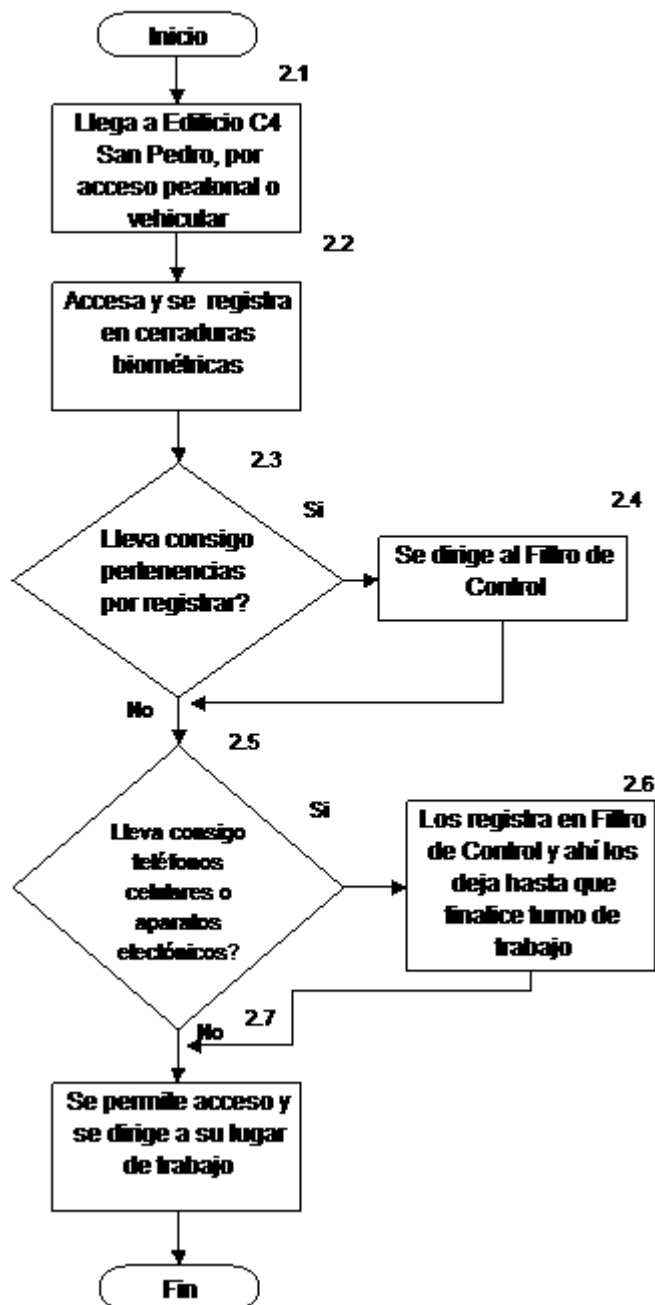 Inicio
2.1
Llega a Edificio C4
San Pedro, por
acceso peatonal o
vehicular
2.2
Accesa y se registra
en cerraduras
biométricas
2.3
Lleva consigo
pertenencias
por registrar?
Si
2.4
Se dirige al Filtro de
Control
No
2.5
Lleva consigo
teléfonos
celulares o
aparatos
electónicos?
Si
2.6
Los registra en Filtro
de Control y ahí los
deja hasta que
finalice turno de
trabajo
No
2.7
Se permite acceso y
se dirige a su lugar
de trabajo
Fin